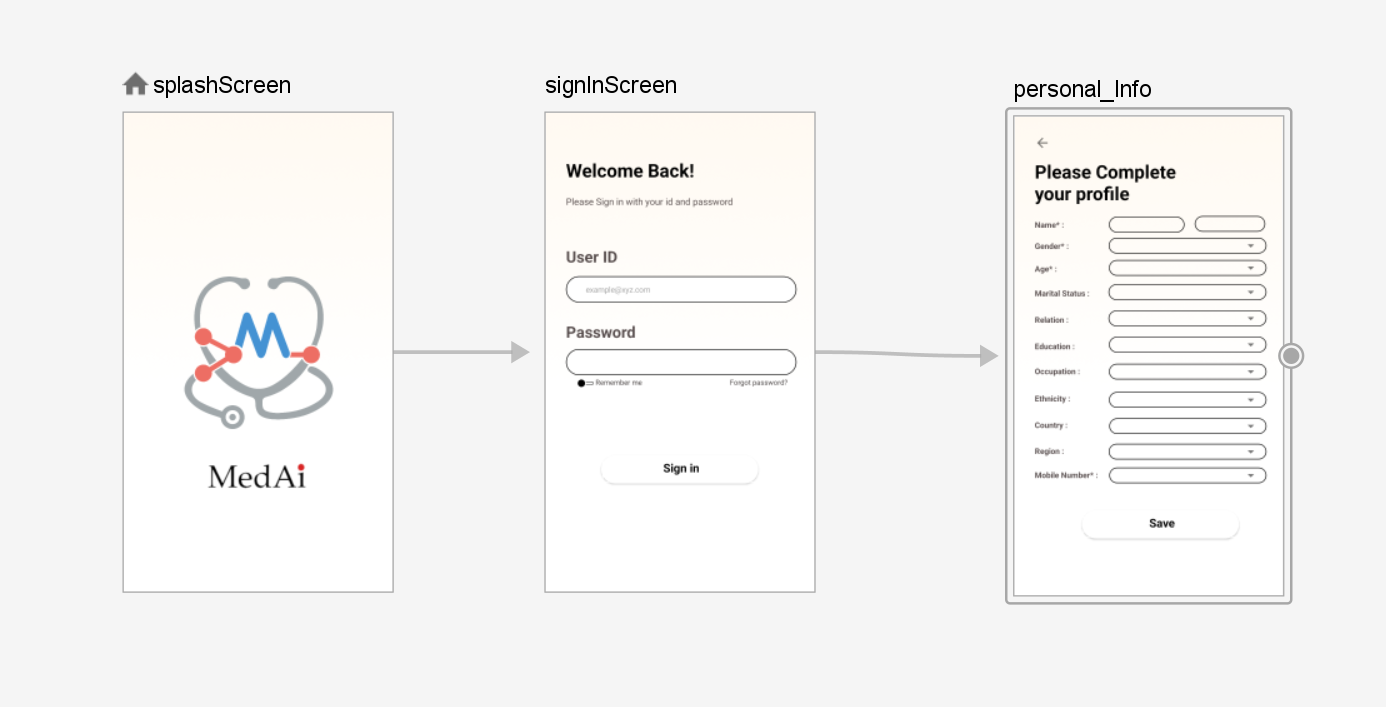 splashScreen
MedAi
signInScreen
Welcome Back!
Please Sign in with your id and password
User ID
example@xyz.com
Password
Remember me
Forgot password?
Sign in
personal_Info
Please Complete
your profile
Name* :
Gender* :
Age* :
Marital Status :
Relation :
Education :
Occupation :
Ethnicity :
Country :
Region :
Mobile Number* :
Save